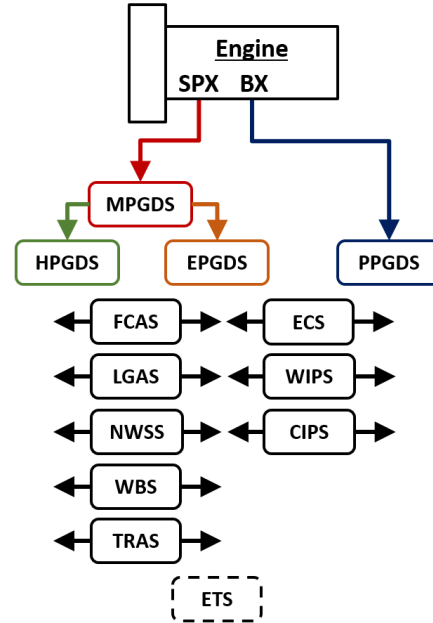 Engine
SPX BX
MPGDS
HPGDS EPGDS PPGDS
FCAS ECS
LGAS WIPS
NWSS CIPS
WBS
TRAS
ETS